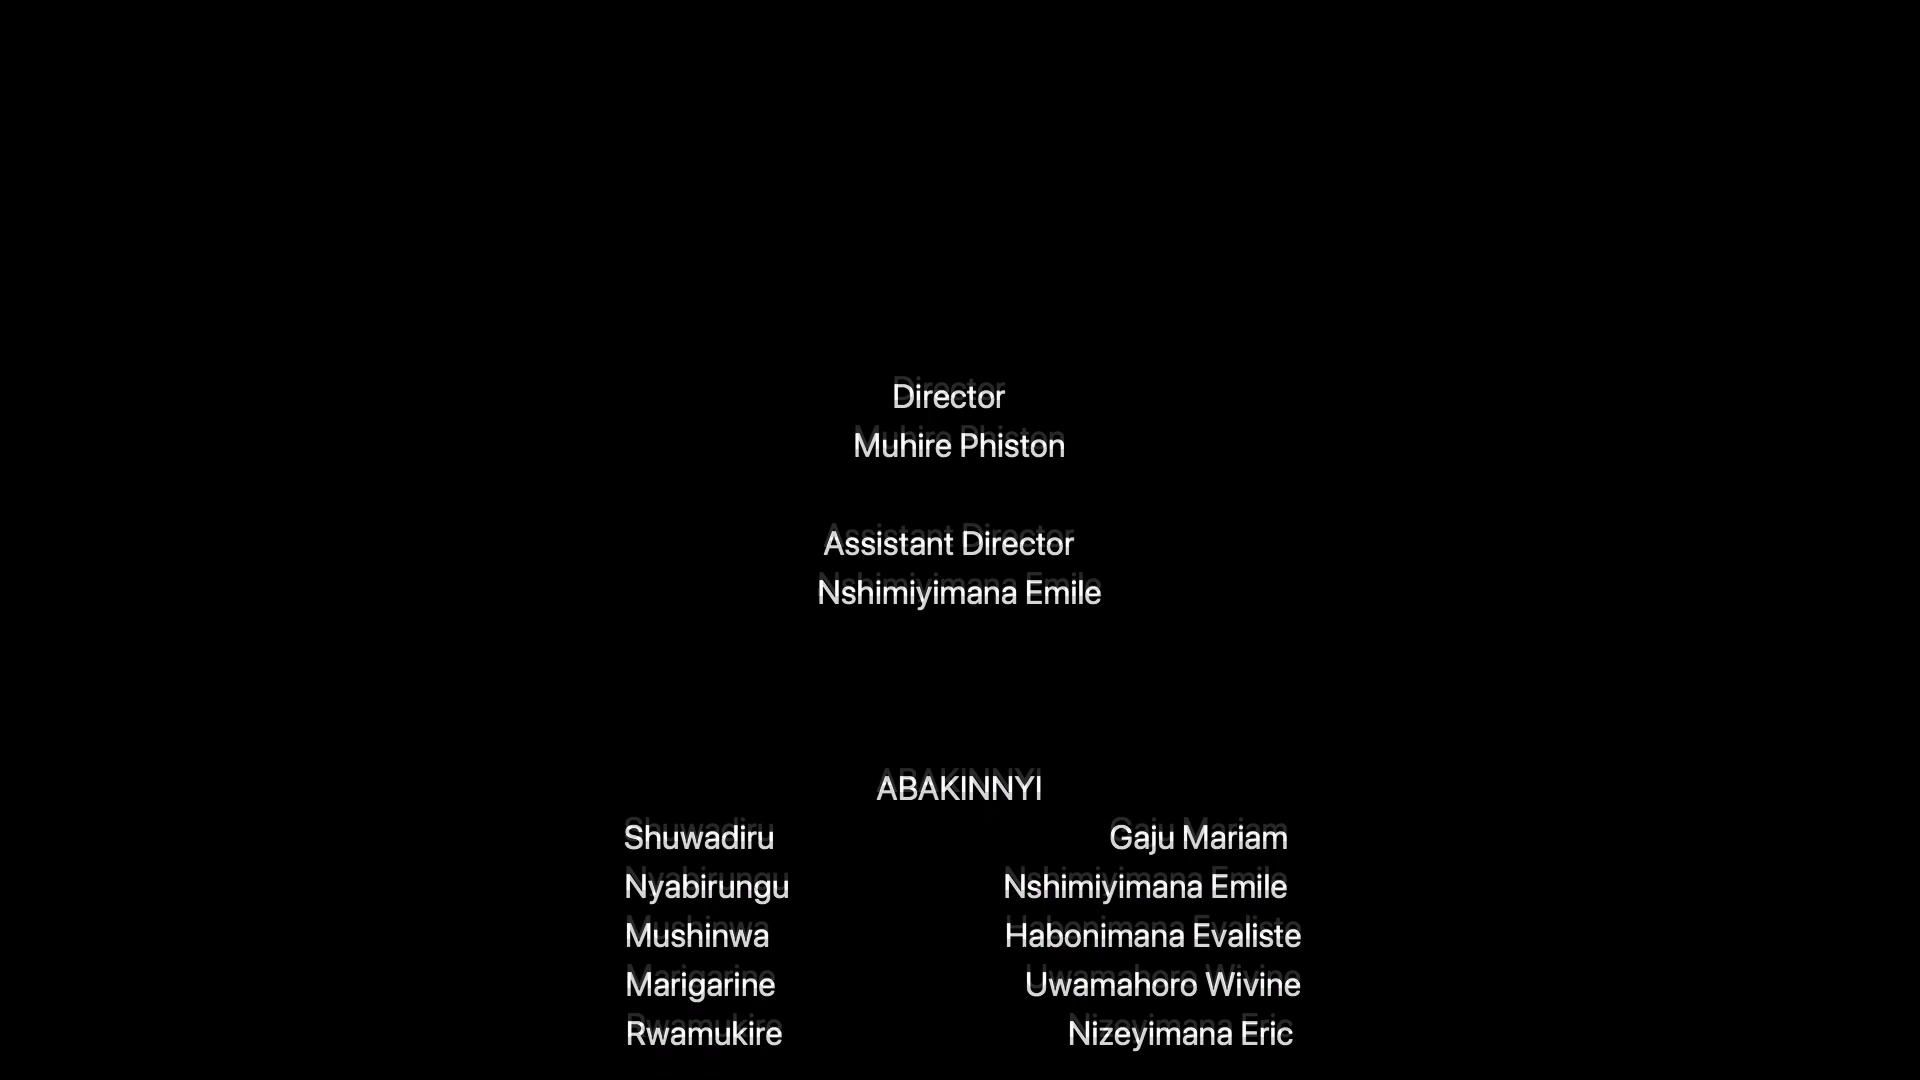 Director
Muhire Phiston
Assistant Director
Nshimiyimana Emile
ABAKINNYI
Shuwadiru Gaju Mariam
Nyabirungu Nshimiyimana Emile
Mushinwa Habonimana Evaliste
Marigarine Uwamahoro Wivine
Rwamukire Nizeyimana Eric